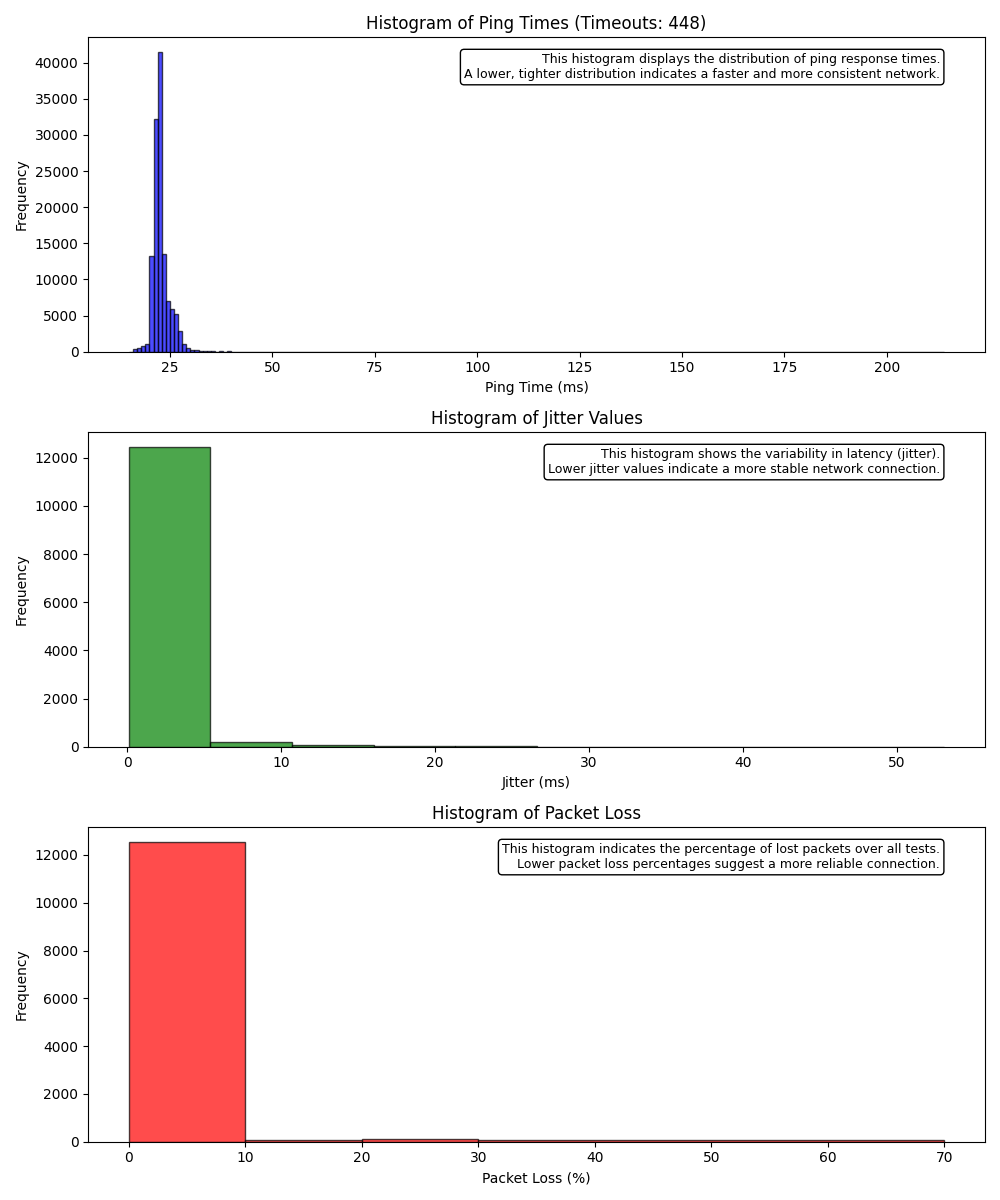 Histogram of Ping Times (Timeouts: 448)
This histogram displays the distribution of ping response times.
A lower, tighter distribution indicates a faster and more consistent network.
Frequency
40000
35000
30000
25000
20000
15000
10000
5000
0
25 50 75 100 125 150 175 200
Ping Time (ms)
Histogram of Jitter Values
This histogram shows the variability in latency (jitter).
Lower jitter values indicate a more stable network connection.
Frequency
12000
10000
8000
6000
4000
2000
0
0 10 20 30 40 50
Jitter (ms)
Histogram of Packet Loss
This histogram indicates the percentage of lost packets over all tests.
Lower packet loss percentages suggest a more reliable connection.
Frequency
12000
10000
8000
6000
4000
2000
0
0 10 20 30 40 50 60 70
Packet Loss (%)